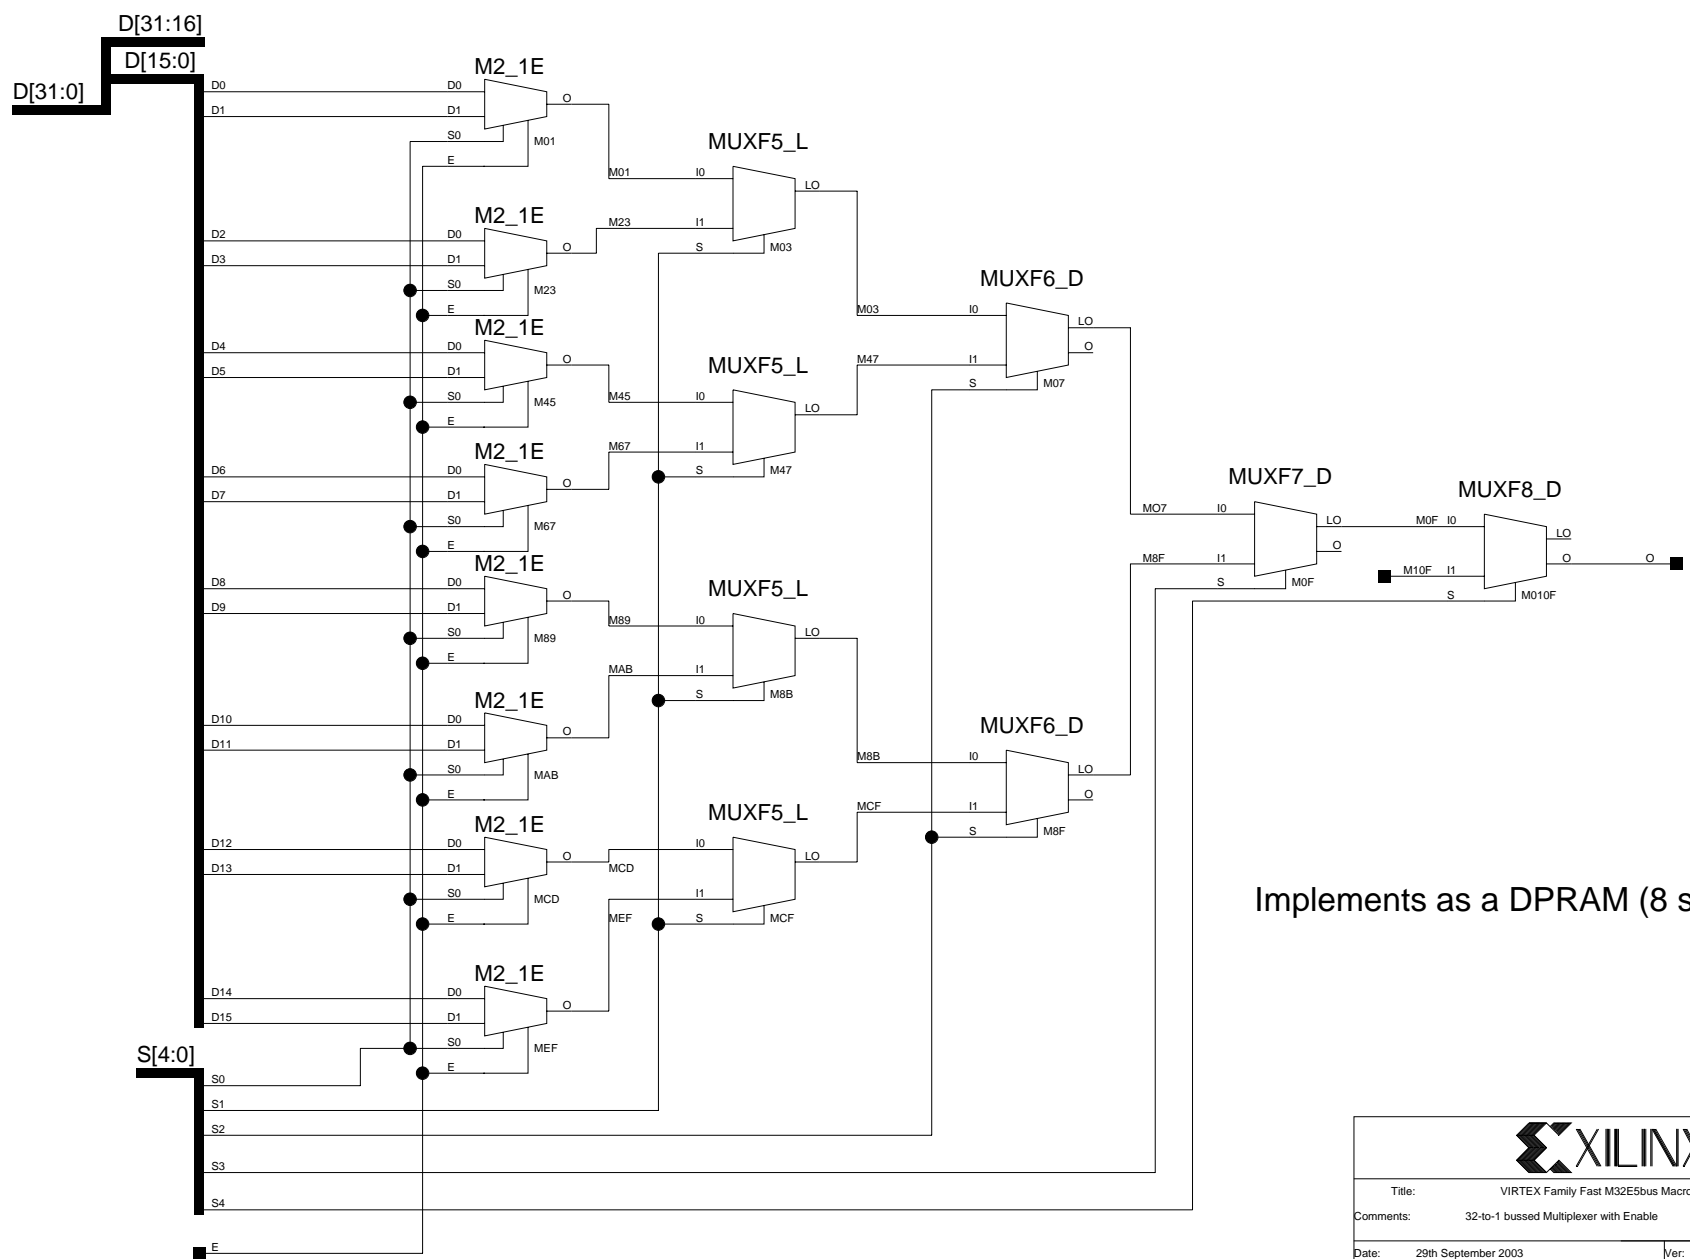 D[31:16]
D[15:0]
D[31:0]
M2_1E
D0 D0
O
D1 D1
S0
M01
E
MUXF5_L
M01 I0
LO
M2_1E
M23 I1
D2 D0
O
S M03
D3 D1
S0
M23
E
MUXF6_D
M03 I0
LO
O
M2_1E
D4 D0
O
M47 I1
D5 D1
MUXF5_L
S M07
S0
M45
M45 I0
LO
E
M2_1E
M67 I1
D6 D0
S M47
O
D7 D1
S0
M67
E
MUXF7_D
MUXF8_D
MO7 I0
LO
M0F I0
LO
O
M8F I1
O O
M10F I1
S M0F
S M010F
M2_1E
D8 D0
O
D9 D1
MUXF5_L
S0
M89
M89 I0
LO
E
MAB I1
S M8B
M2_1E
D10 D0
O
D11 D1
MUXF6_D
M8B I0
LO
S0
MAB
E
O
MCF I1
S M8F
M2_1E
MUXF5_L
D12 D0
I0
O
LO
MCD
D13 D1
S0
MCD
I1
E
MEF
S MCF
Implements as a DPRAM (8 s
M2_1E
D14 D0
O
D15 D1
S0
MEF
E
S[4:0]
S0
S1
S2
S3
S4
E
XILINX
Title: VIRTEX Family Fast M32E5bus Macro
Comments: 32-to-1 bussed Multiplexer with Enable
Date: 29th September 2003 Ver: